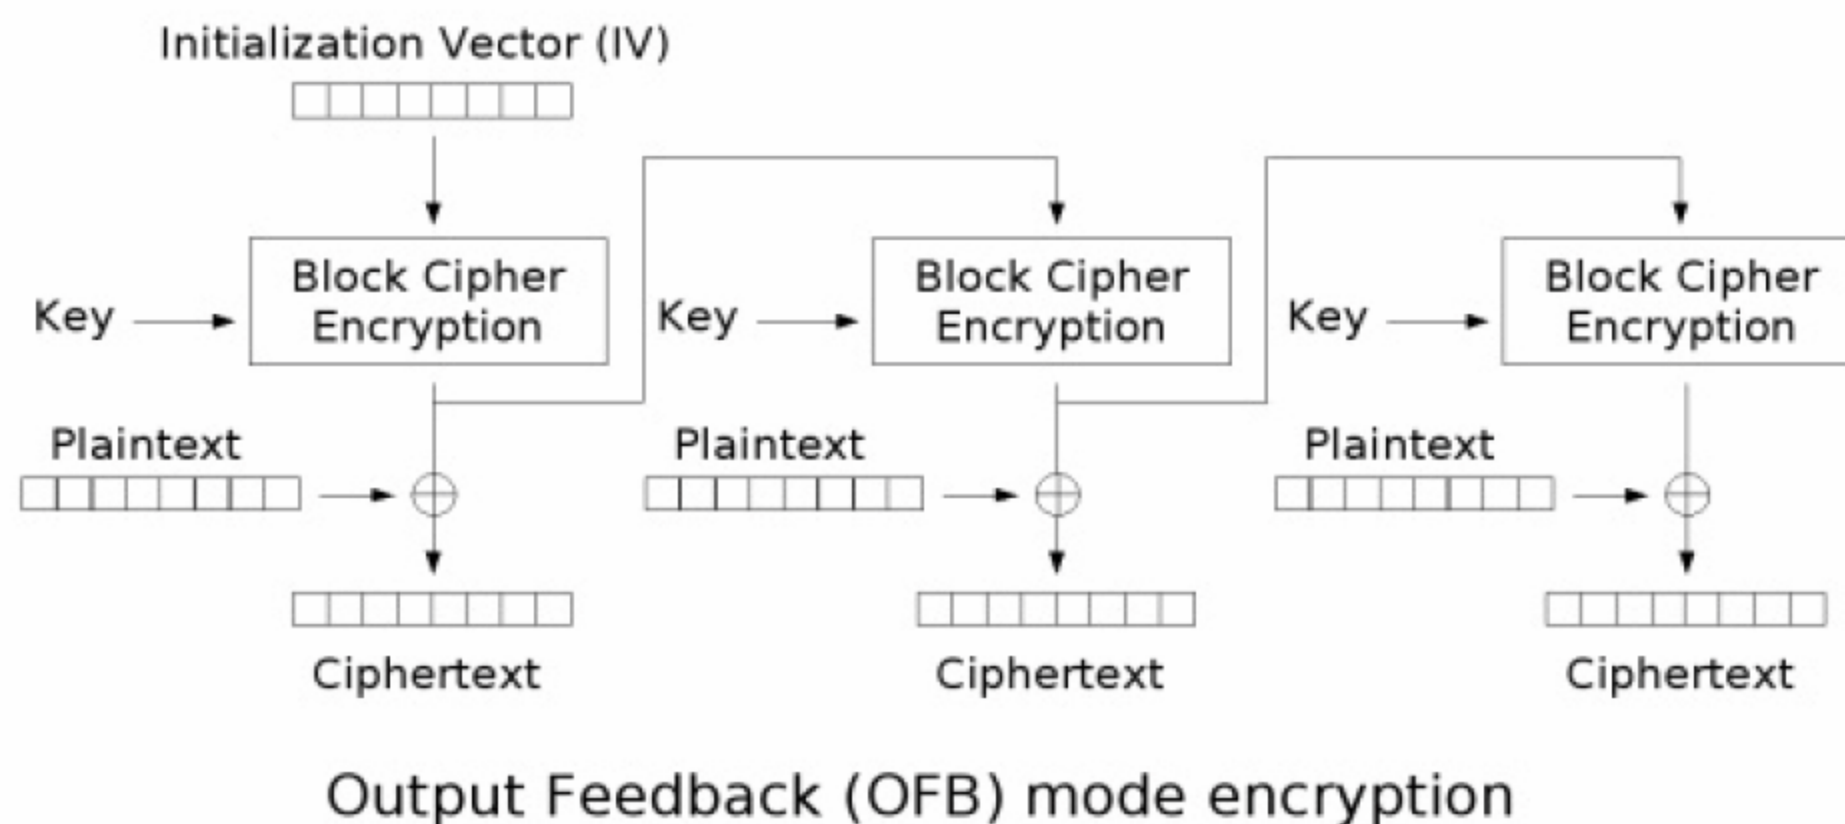 Initialization Vector (IV)
Block Cipher
Encryption
Block Cipher
Encryption
Block Cipher
Encryption
Key
Key
Key
Plaintext
Plaintext
Plaintext
Ciphertext
Ciphertext
Ciphertext
Output Feedback (OFB) mode encryption